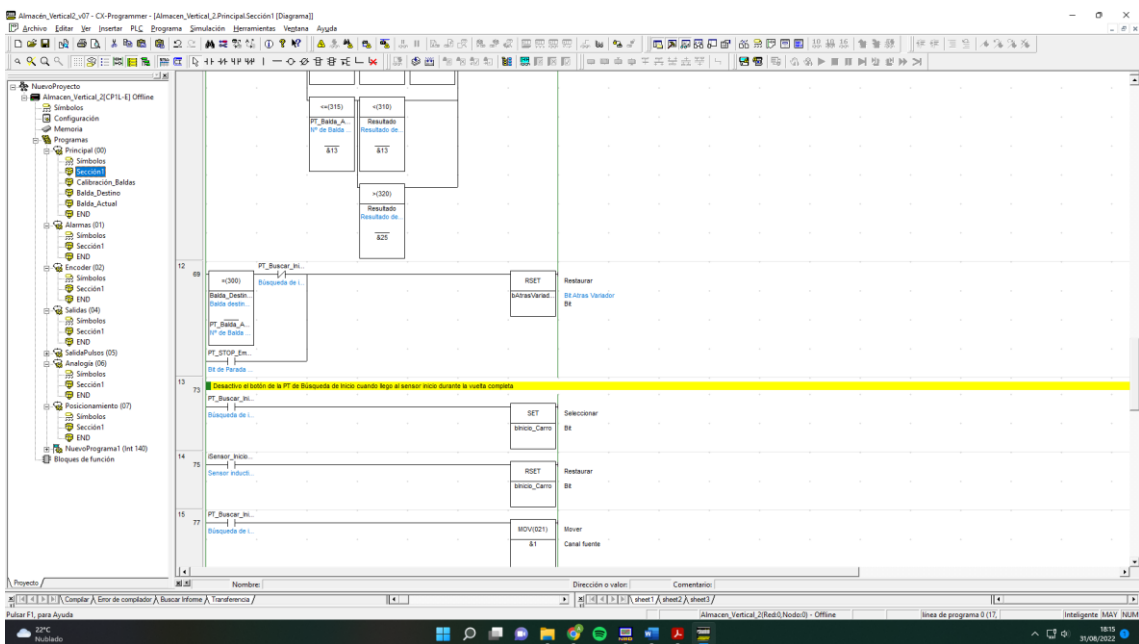 Almacén_Vertical2_v07 - CX-Programmer - [Almacen_Vertical_2.Principal.Sección1 [Diagrama]]
Archivo Editar Ver Insertar PLC Programa Simulación Herramientas Ventana Ayuda
NuevoProyecto
Almacen_Vertical_2[CP1L-E] Offline
Símbolos
Configuración
Memoria
Programas
Principal (00)
Símbolos
Sección1
Calibración_Baldas
Balda_Destino
Balda_Actual
END
Alarmas (01)
Símbolos
Sección1
END
Encoder (02)
Símbolos
Sección1
END
Salidas (04)
Símbolos
Sección1
END
SalidaPulsos (05)
Analogía (06)
Símbolos
Sección1
END
Posicionamiento (07)
Símbolos
Sección1
END
NuevoPrograma1 (Int 140)
Bloques de función
Proyecto
<>(315) <=(310)
PT_Balda_A... Resultado
Nº de Balda ... Resultado de...
&13 &13
>(320)
Resultado
Resultado de...
&25
12
69
PT_Buscar_Ini...
Búsqueda de i...
=(300)
Balda_Destin...
Balda destin...
PT_Balda_A...
Nº de Balda ...
PT_STOP_Em...
Bit de Parada ...
RSET Restaurar
bAtrasVariad... Bit Atras Variador
Bit
13
73 Desactivo el botón de la PT de Búsqueda de Inicio cuando llego al sensor inicio durante la vuelta completa
PT_Buscar_Ini...
Búsqueda de i...
SET Seleccionar
bInicio_Carro Bit
14
75
iSensor_Inicio...
Sensor inducti...
RSET Restaurar
bInicio_Carro Bit
15
77
PT_Buscar_Ini...
Búsqueda de i...
MOV(021) Mover
&1 Canal fuente
Nombre: Dirección o valor: Comentario:
Compilar Error de compilador Buscar Informe Transferencia sheet1 sheet2 sheet3
Pulsar F1, para Ayuda Almacen_Vertical_2(Red:0,Nodo:0) - Offline línea de programa 0 (17, Inteligente MAY NUM
22°C
Nublado
18:15
31/08/2022